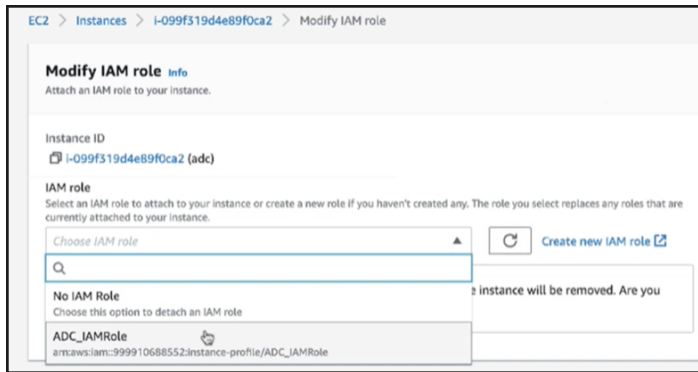 EC2 > Instances > i-099f319d4e89f0ca2 > Modify IAM role
Modify IAM role Info
Attach an IAM role to your instance.
Instance ID
i-099f319d4e89f0ca2 (adc)
IAM role
Select an IAM role to attach to your instance or create a new role if you haven't created any. The role you select replaces any roles that are
currently attached to your instance.
Choose IAM role
Create new IAM role
No IAM Role
Choose this option to detach an IAM role
instance will be removed. Are you
ADC_IAMRole
arn:aws:iam::999910688552:instance-profile/ADC_IAMRole